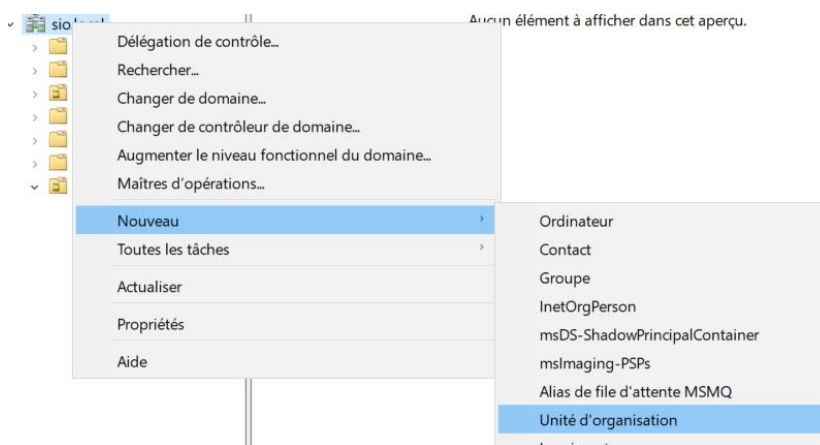 sio
Aucun élément à afficher dans cet aperçu.
Délégation de contrôle...
Rechercher...
Changer de domaine...
Changer de contrôleur de domaine...
Augmenter le niveau fonctionnel du domaine...
Maîtres d'opérations...
Nouveau
Toutes les tâches
Actualiser
Propriétés
Aide
Ordinateur
Contact
Groupe
InetOrgPerson
msDS-ShadowPrincipalContainer
msImaging-PSPs
Alias de file d'attente MSMQ
Unité d'organisation